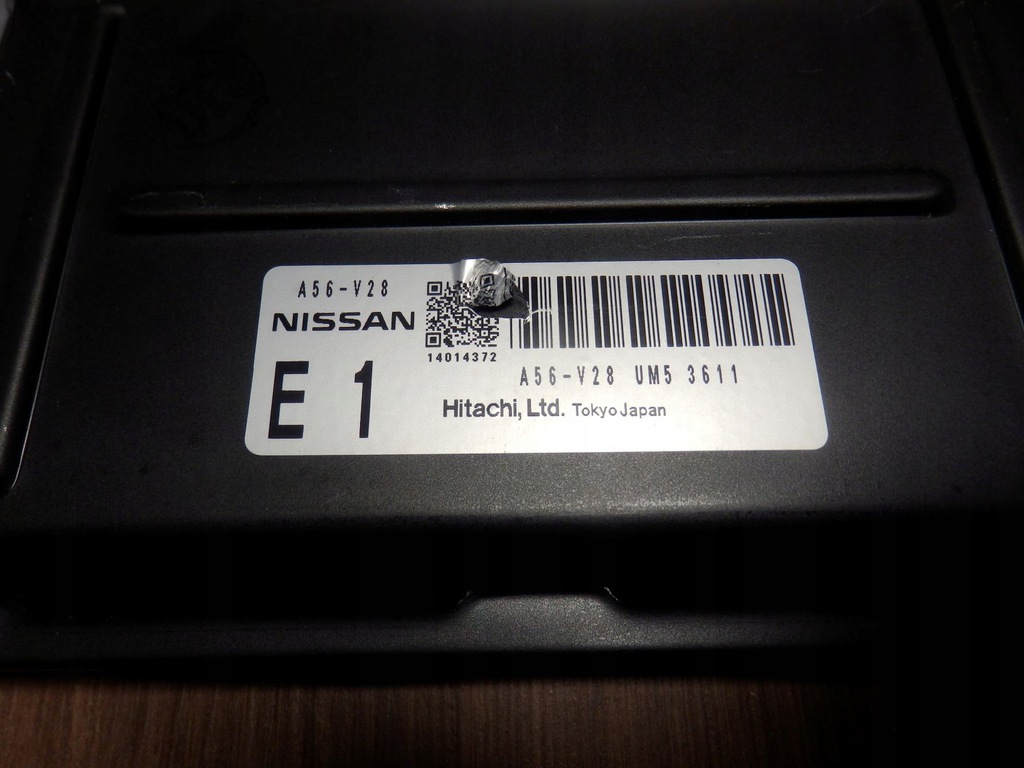 A56-V28
NISSAN
E 1
14014372
A56-V28 UM5 3611
Hitachi, Ltd. Tokyo Japan